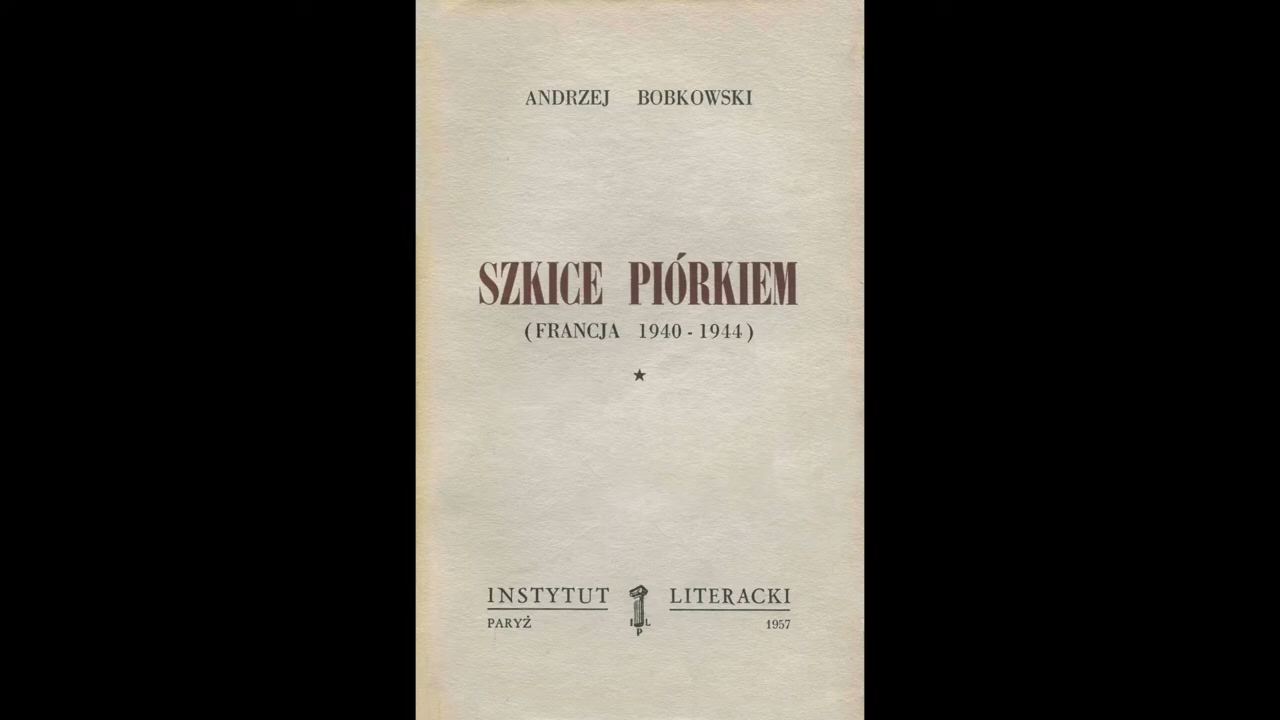 ANDRZEJ BOBKOWSKI
SZKICE PIÓRKIEM
(FRANCJA 1940-1944)
INSTYTUT LITERACKI
I L
P
PARYŻ 1957